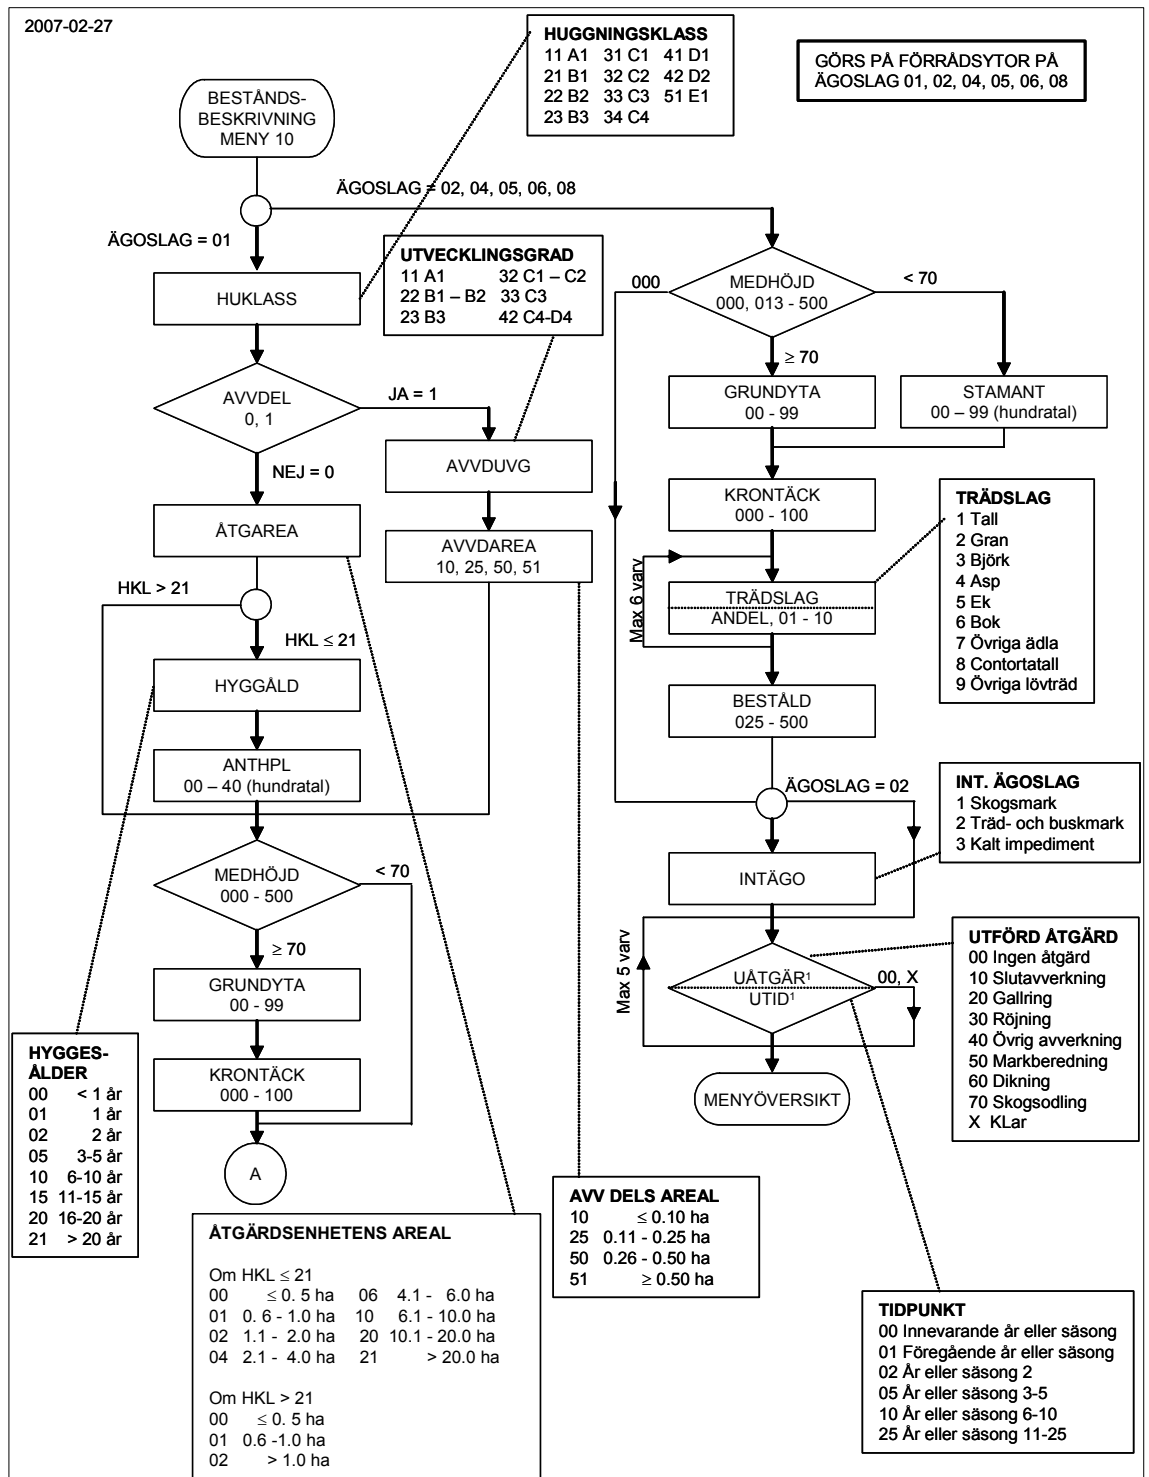 2007-02-27
HUGGNINGSKLASS
11 A1 31 C1 41 D1
21 B1 32 C2 42 D2
22 B2 33 C3 51 E1
23 B3 34 C4
GÖRS PÅ FÖRRÅDSYTOR PÅ
ÄGOSLAG 01, 02, 04, 05, 06, 08
BESTÅNDS-
BESKRIVNING
MENY 10
ÄGOSLAG = 02, 04, 05, 06, 08
ÄGOSLAG = 01
HUKLASS
UTVECKLINGSGRAD
11 A1 32 C1 – C2
22 B1 – B2 33 C3
23 B3 42 C4-D4
AVVDEL
0, 1
JA = 1
NEJ = 0
AVVDUVG
AVVDAREA
10, 25, 50, 51
ÅTGAREA
HKL > 21
HKL ≤ 21
HYGGÅLD
ANTHPL
00 – 40 (hundratal)
MEDHÖJD
000 - 500
< 70
≥ 70
GRUNDYTA
00 - 99
KRONTÄCK
000 - 100
A
HYGGES-
ÅLDER
00 < 1 år
01 1 år
02 2 år
05 3-5 år
10 6-10 år
15 11-15 år
20 16-20 år
21 > 20 år
ÅTGÄRDSENHETENS AREAL
Om HKL ≤ 21
00 ≤ 0. 5 ha 06 4.1 - 6.0 ha
01 0. 6 - 1.0 ha 10 6.1 - 10.0 ha
02 1.1 - 2.0 ha 20 10.1 - 20.0 ha
04 2.1 - 4.0 ha 21 > 20.0 ha
Om HKL > 21
00 ≤ 0. 5 ha
01 0.6 -1.0 ha
02 > 1.0 ha
AVV DELS AREAL
10 ≤ 0.10 ha
25 0.11 - 0.25 ha
50 0.26 - 0.50 ha
51 ≥ 0.50 ha
000
MEDHÖJD
000, 013 - 500
< 70
≥ 70
GRUNDYTA
00 - 99
STAMANT
00 – 99 (hundratal)
KRONTÄCK
000 - 100
Max 6 varv
TRÄDSLAG
ANDEL, 01 - 10
BESTÅLD
025 - 500
TRÄDSLAG
1 Tall
2 Gran
3 Björk
4 Asp
5 Ek
6 Bok
7 Övriga ädla
8 Contortatall
9 Övriga lövträd
ÄGOSLAG = 02
INTÄGO
INT. ÄGOSLAG
1 Skogsmark
2 Träd- och buskmark
3 Kalt impediment
Max 5 varv
UÅTGÄR¹
UTID¹
00, X
MENYÖVERSIKT
UTFÖRD ÅTGÄRD
00 Ingen åtgärd
10 Slutavverkning
20 Gallring
30 Röjning
40 Övrig avverkning
50 Markberedning
60 Dikning
70 Skogsodling
X KLar
TIDPUNKT
00 Innevarande år eller säsong
01 Föregående år eller säsong
02 År eller säsong 2
05 År eller säsong 3-5
10 År eller säsong 6-10
25 År eller säsong 11-25